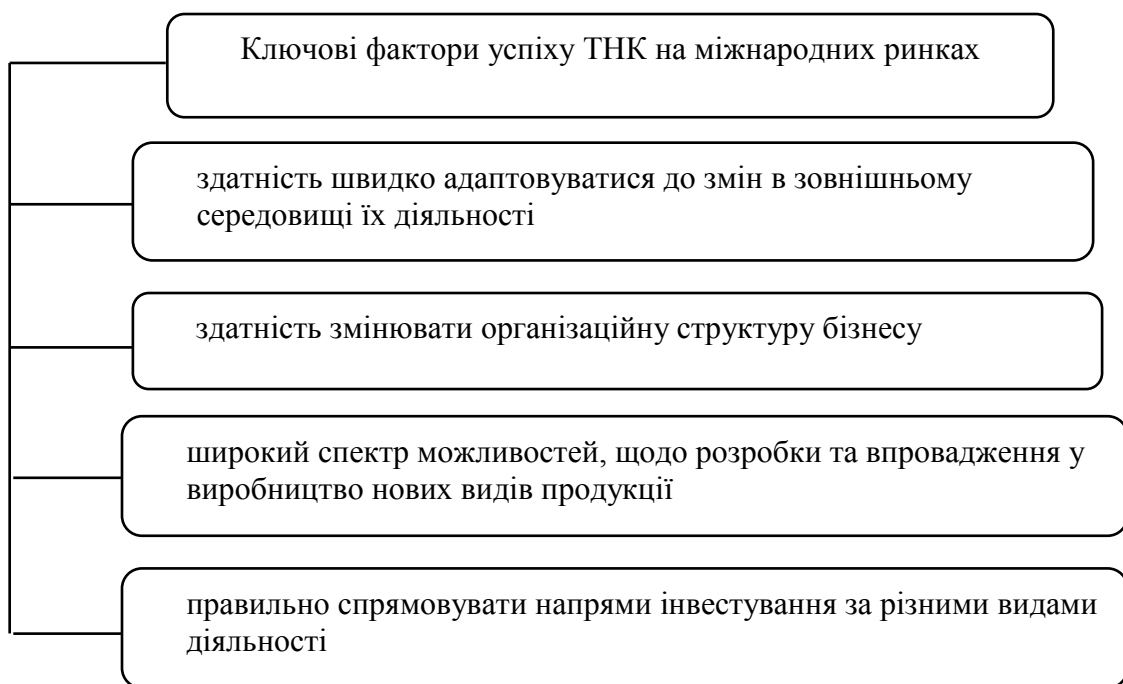 Ключові фактори успіху ТНК на міжнародних ринках
здатність швидко адаптовуватися до змін в зовнішньому
середовищі їх діяльності
здатність змінювати організаційну структуру бізнесу
широкий спектр можливостей, щодо розробки та впровадження у
виробництво нових видів продукції
правильно спрямовувати напрями інвестування за різними видами
діяльності